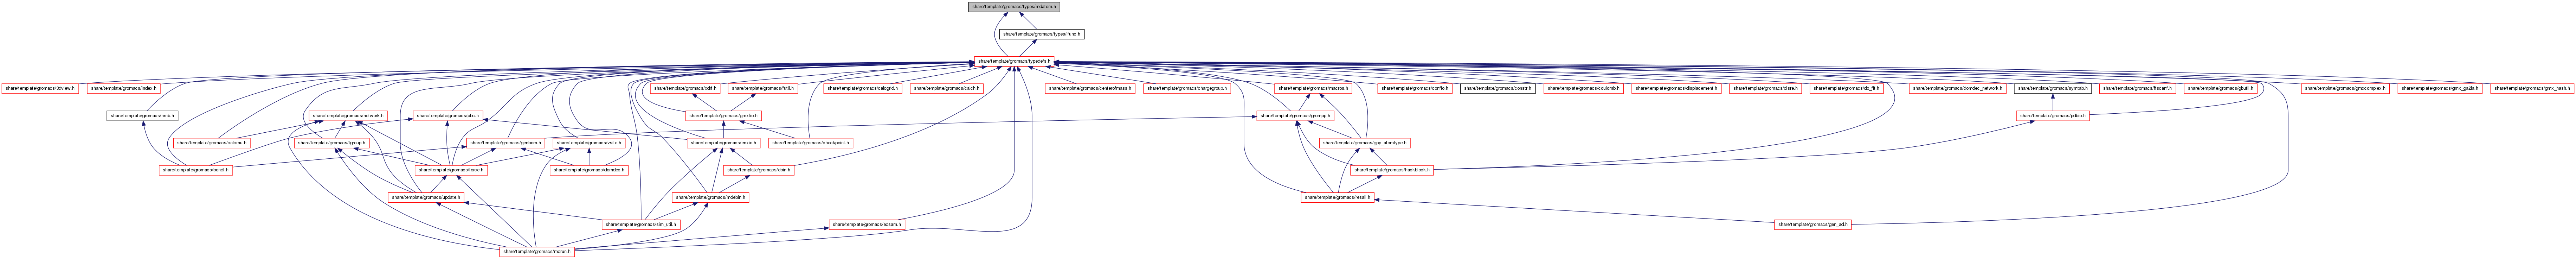 share/template/gromacs/types/mdatom.h
share/template/gromacs/types/ifunc.h
share/template/gromacs/typedefs.h
share/template/gromacs/3dview.h
share/template/gromacs/index.h
share/template/gromacs/xdrf.h
share/template/gromacs/futil.h
share/template/gromacs/calcgrid.h
share/template/gromacs/calch.h
share/template/gromacs/centerofmass.h
share/template/gromacs/chargegroup.h
share/template/gromacs/macros.h
share/template/gromacs/confio.h
share/template/gromacs/constr.h
share/template/gromacs/coulomb.h
share/template/gromacs/displacement.h
share/template/gromacs/disre.h
share/template/gromacs/do_fit.h
share/template/gromacs/domdec_network.h
share/template/gromacs/symtab.h
share/template/gromacs/ffscanf.h
share/template/gromacs/gbutil.h
share/template/gromacs/gmxcomplex.h
share/template/gromacs/gmx_ga2la.h
share/template/gromacs/gmx_hash.h
share/template/gromacs/nrnb.h
share/template/gromacs/network.h
share/template/gromacs/pbc.h
share/template/gromacs/gmxfio.h
share/template/gromacs/grompp.h
share/template/gromacs/pdbio.h
share/template/gromacs/calcmu.h
share/template/gromacs/tgroup.h
share/template/gromacs/genborn.h
share/template/gromacs/vsite.h
share/template/gromacs/enxio.h
share/template/gromacs/checkpoint.h
share/template/gromacs/gpp_atomtype.h
share/template/gromacs/bondf.h
share/template/gromacs/force.h
share/template/gromacs/domdec.h
share/template/gromacs/ebin.h
share/template/gromacs/hackblock.h
share/template/gromacs/update.h
share/template/gromacs/mdebin.h
share/template/gromacs/resall.h
share/template/gromacs/sim_util.h
share/template/gromacs/edsam.h
share/template/gromacs/gen_ad.h
share/template/gromacs/mdrun.h